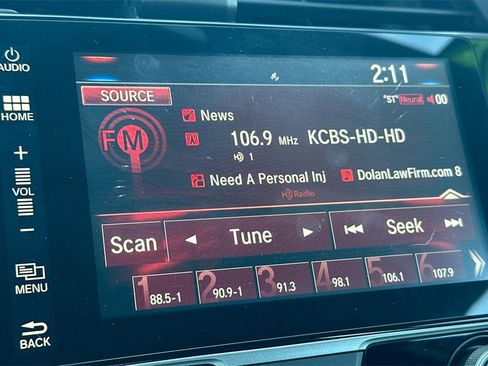 AUDIO
2:11
SOURCE
"ST" Neural 00
HOME
News
FM
106.9 MHz KCBS-HD-HD
HD 1
+
VOL
Need A Personal Inj
DolanLawFirm.com 8
HD Radio
−
Scan
Tune
Seek
MENU
1 88.5-1
2 90.9-1
3 91.3
4 98.1
5 106.1
6 107.9
BACK